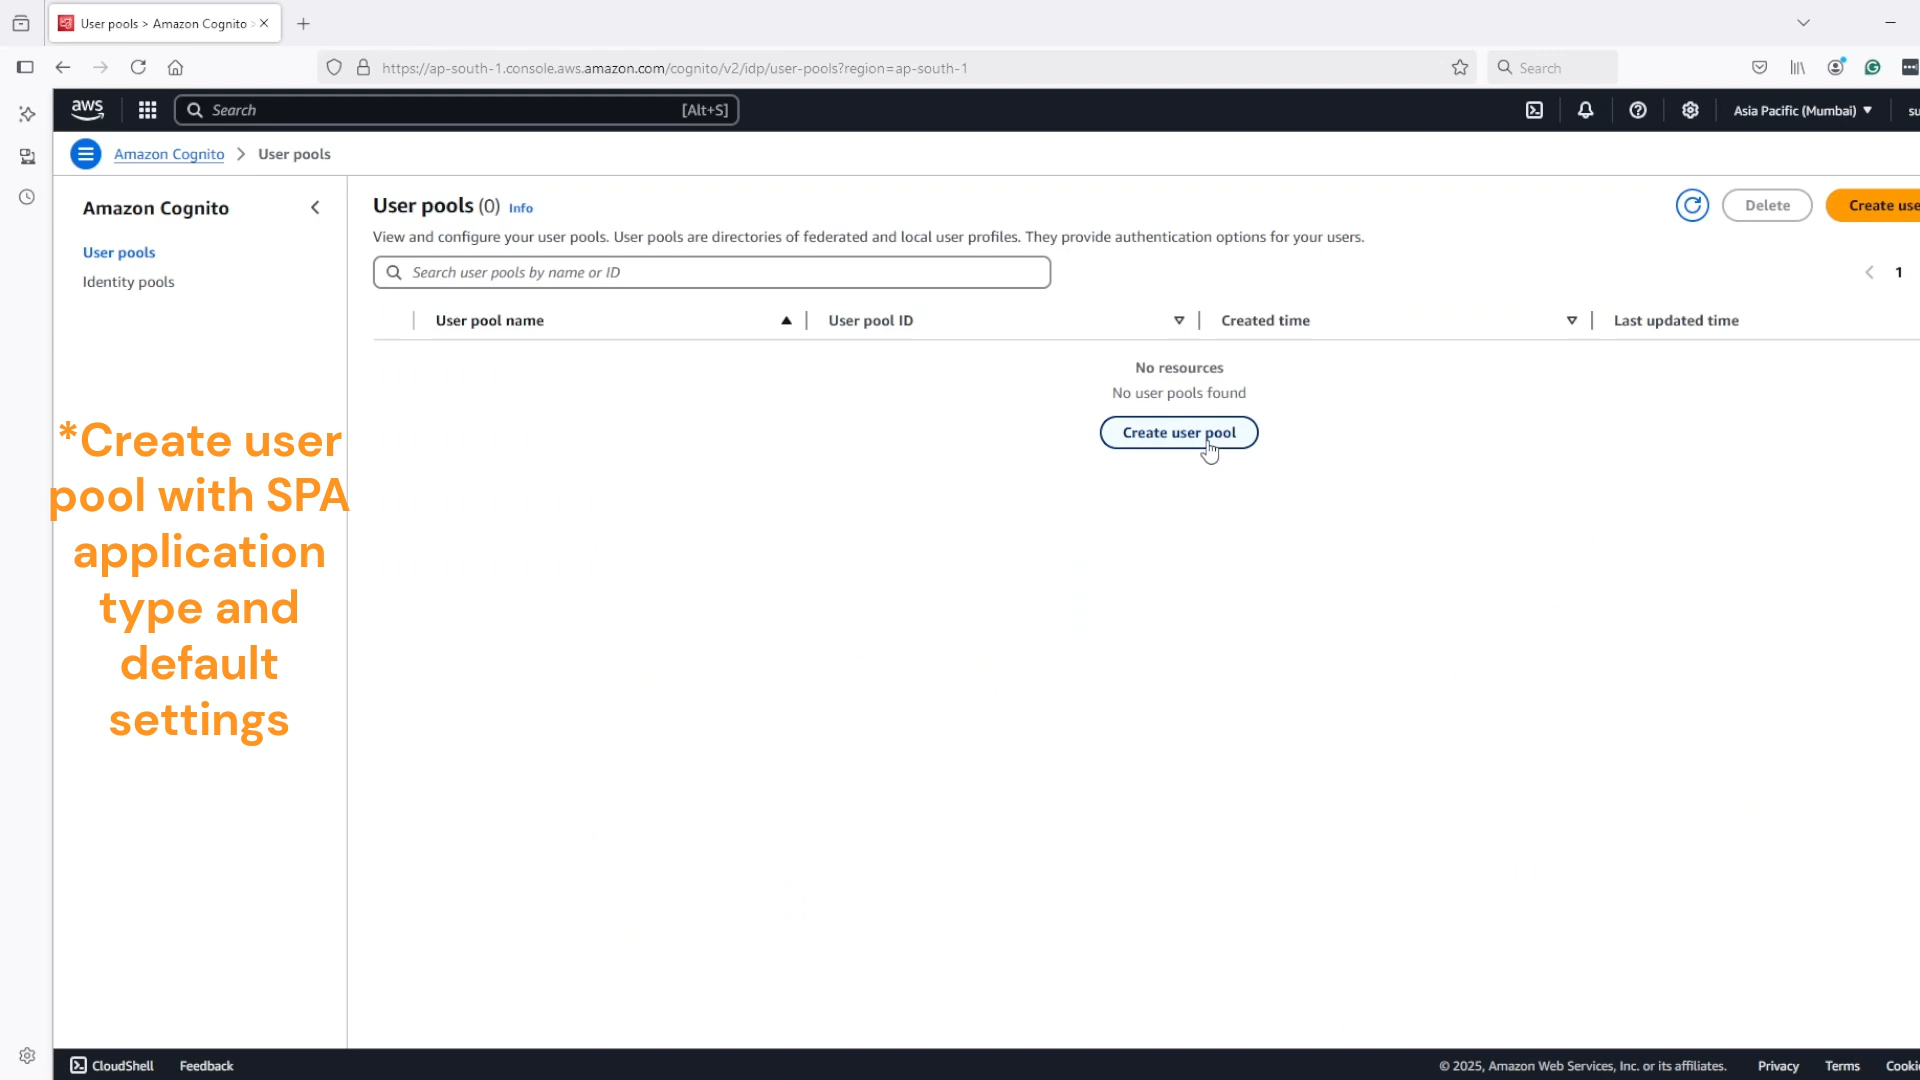 User pools > Amazon Cognito >
https://ap-south-1.console.aws.amazon.com/cognito/v2/idp/user-pools?region=ap-south-1
Search
aws
Search
[Alt+S]
Asia Pacific (Mumbai)
su
Amazon Cognito > User pools
Amazon Cognito
User pools
Identity pools
User pools (0) Info
Delete
Create use
View and configure your user pools. User pools are directories of federated and local user profiles. They provide authentication options for your users.
Search user pools by name or ID
1
User pool name
User pool ID
Created time
Last updated time
No resources
No user pools found
Create user pool
*Create user
pool with SPA
application
type and
default
settings
CloudShell
Feedback
© 2025, Amazon Web Services, Inc. or its affiliates.
Privacy
Terms
Cooki